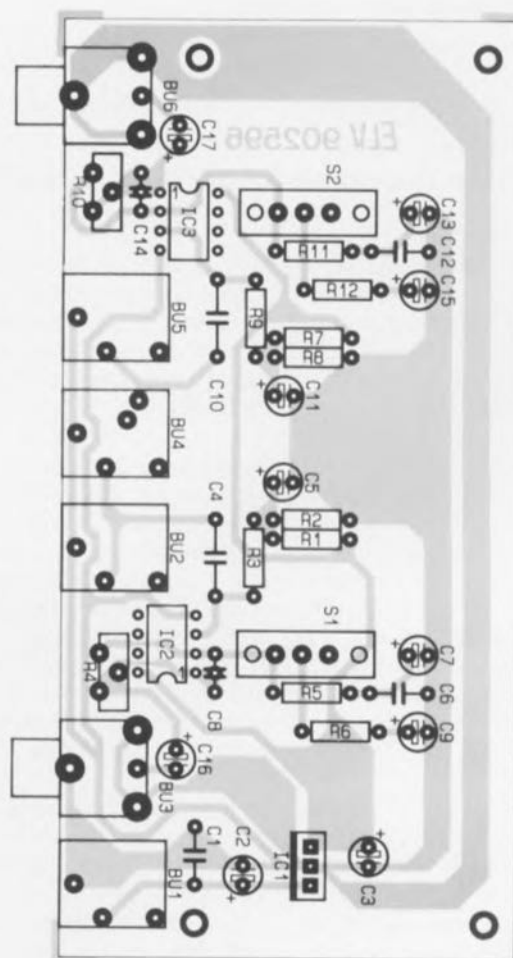 BU6
C17
ELV 902596
R10
C14
IC3
S2
C13
C12
R11
R12
C15
BU5
C10
R9
R7
R8
C11
BU4
C4
C5
R2
R1
BU2
R3
IC2
S1
R4
C8
R5
C7
C6
R6
C9
BU3
C16
C1
C2
IC1
C3
BU1